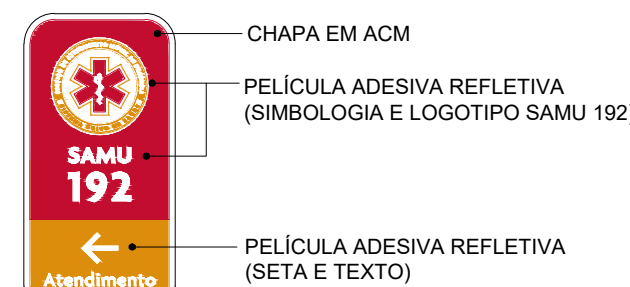 CHAPA EM ACM
PELÍCULA ADESIVA REFLETIVA
(SIMBOLOGIA E LOGOTIPO SAMU 192)
SAMU
192
PELÍCULA ADESIVA REFLETIVA
(SETA E TEXTO)
Atendimento